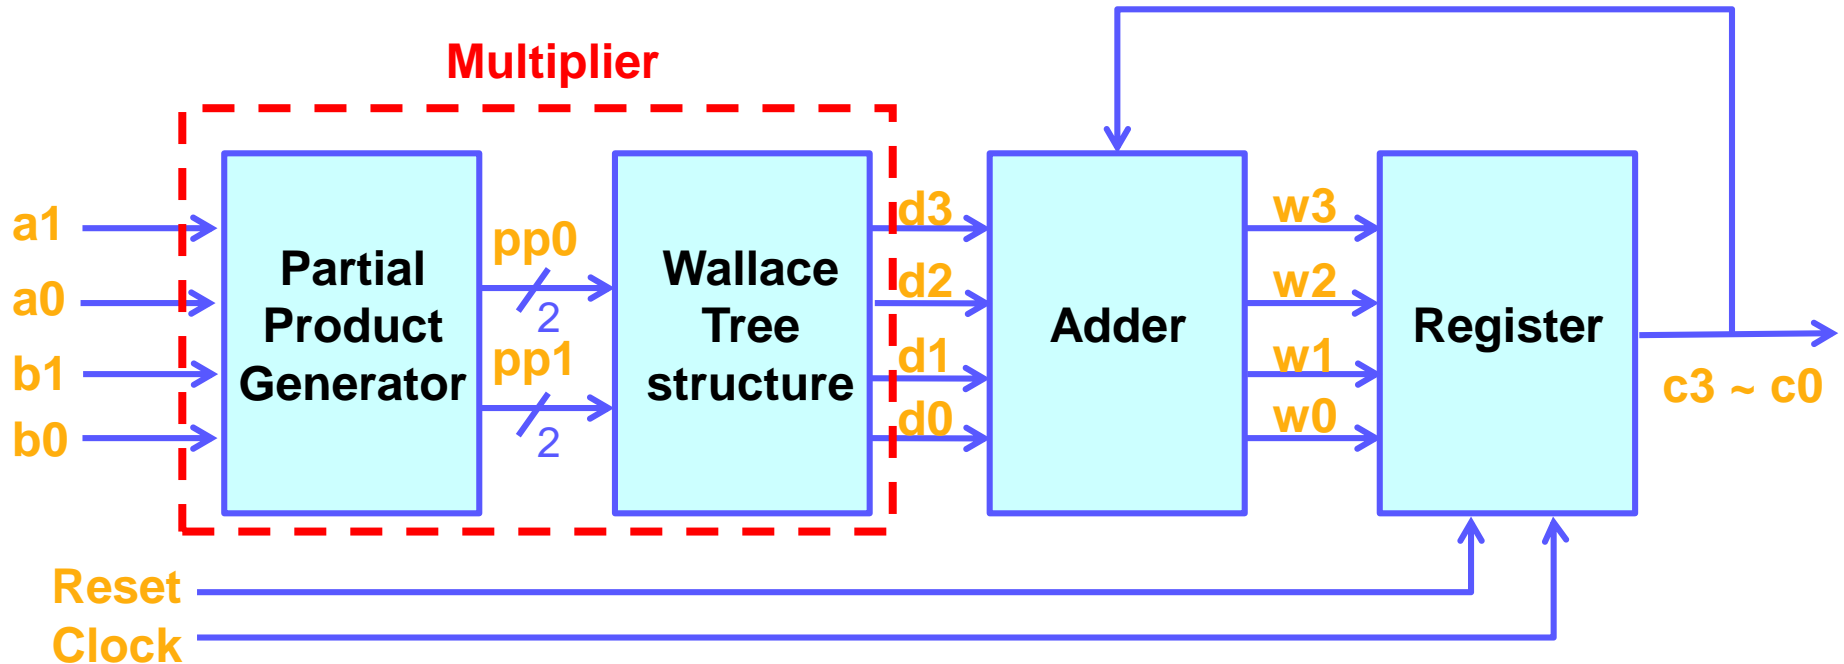 Multiplier
a1
a0
b1
b0
Partial
Product
Generator
pp0
2
pp1
2
Wallace
Tree
structure
d3
d2
d1
d0
Adder
w3
w2
w1
w0
Register
c3 ~ c0
Reset
Clock